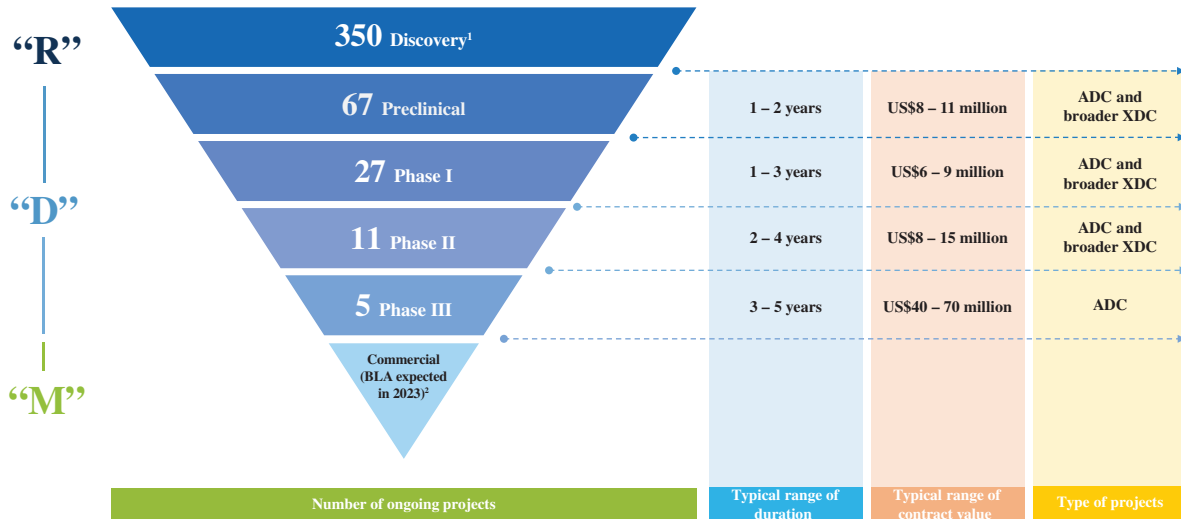 “R”
350 Discovery1
67 Preclinical
1 – 2 years
US$8 – 11 million
ADC and
broader XDC
27 Phase I
1 – 3 years
US$6 – 9 million
ADC and
broader XDC
“D”
11 Phase II
2 – 4 years
US$8 – 15 million
ADC and
broader XDC
5 Phase III
3 – 5 years
US$40 – 70 million
ADC
“M”
Commercial
(BLA expected
in 2023)2
Number of ongoing projects
Typical range of
duration
Typical range of
contract value
Type of projects